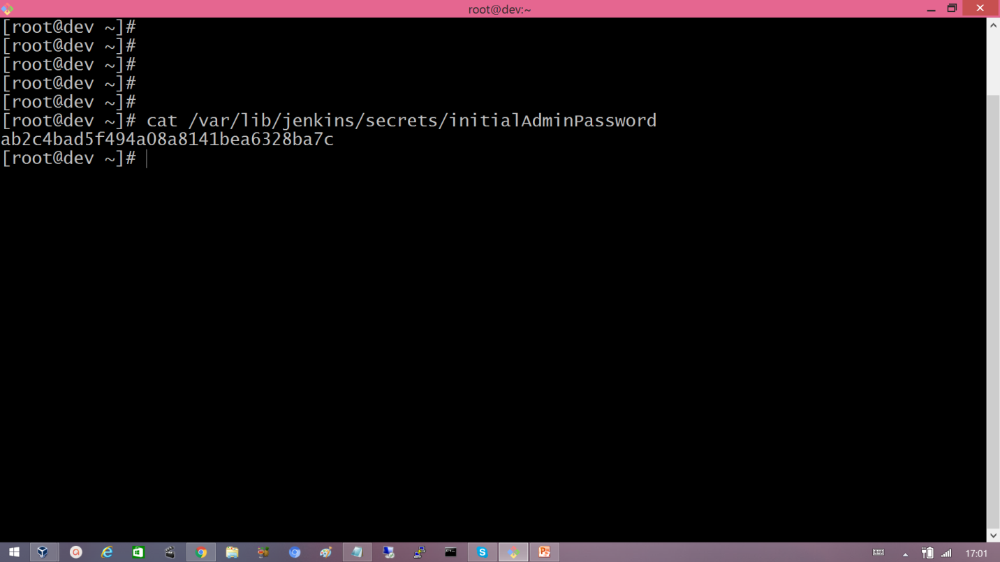 root@dev:~
[root@dev ~]#
[root@dev ~]#
[root@dev ~]#
[root@dev ~]#
[root@dev ~]#
[root@dev ~]# cat /var/lib/jenkins/secrets/initialAdminPassword
ab2c4bad5f494a08a8141bea6328ba7c
[root@dev ~]#
17:01